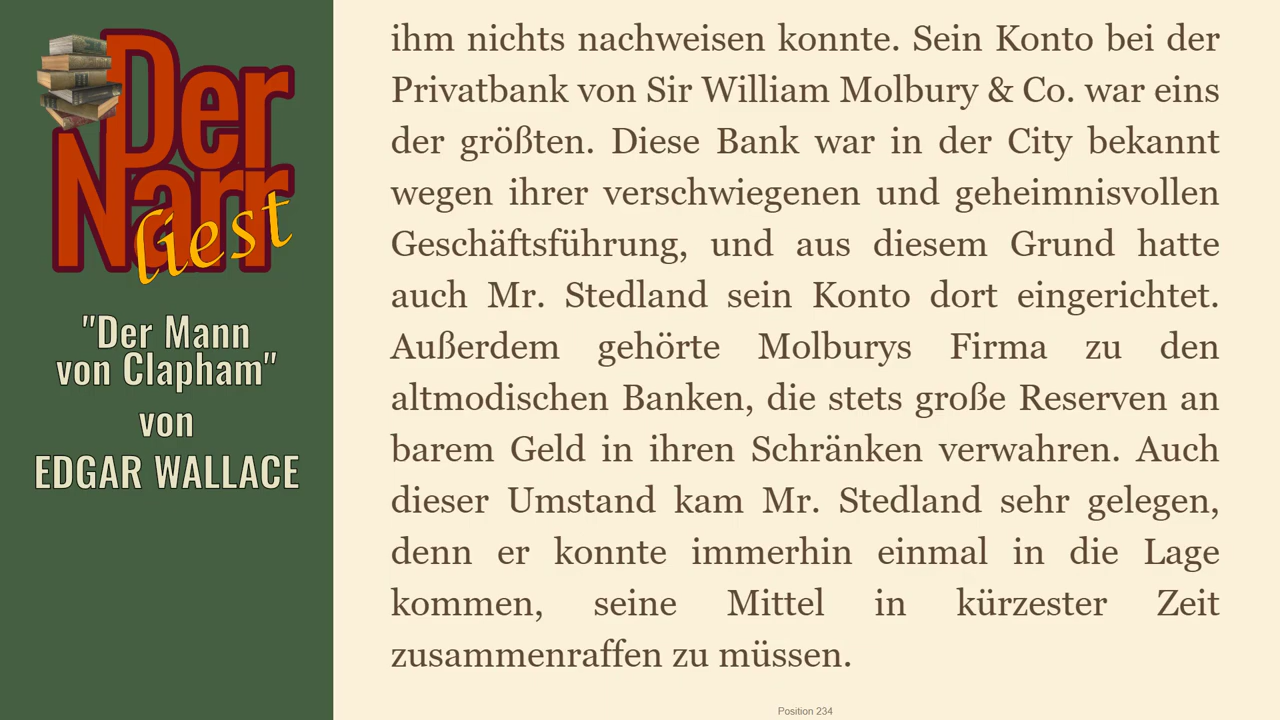 Der
Narr
liest
"Der Mann
von Clapham"
von
EDGAR WALLACE
ihm nichts nachweisen konnte. Sein Konto bei der
Privatbank von Sir William Molbury & Co. war eins
der größten. Diese Bank war in der City bekannt
wegen ihrer verschwiegenen und geheimnisvollen
Geschäftsführung, und aus diesem Grund hatte
auch Mr. Stedland sein Konto dort eingerichtet.
Außerdem gehörte Molburys Firma zu den
altmodischen Banken, die stets große Reserven an
barem Geld in ihren Schränken verwahren. Auch
dieser Umstand kam Mr. Stedland sehr gelegen,
denn er konnte immerhin einmal in die Lage
kommen, seine Mittel in kürzester Zeit
zusammenraffen zu müssen.
Position 234